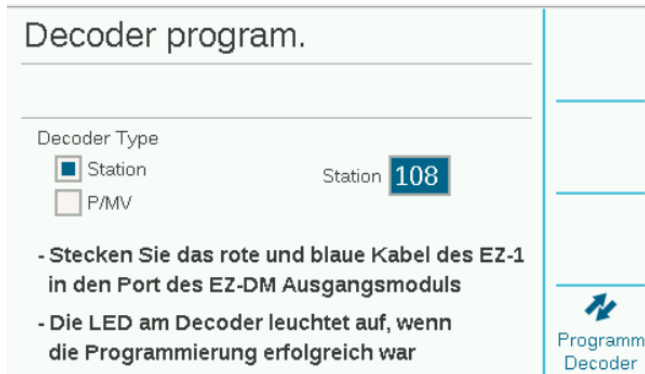 Decoder program.
Decoder Type
Station
Station 108
P/MV
- Stecken Sie das rote und blaue Kabel des EZ-1
in den Port des EZ-DM Ausgangsmoduls
- Die LED am Decoder leuchtet auf, wenn
die Programmierung erfolgreich war
Programm
Decoder